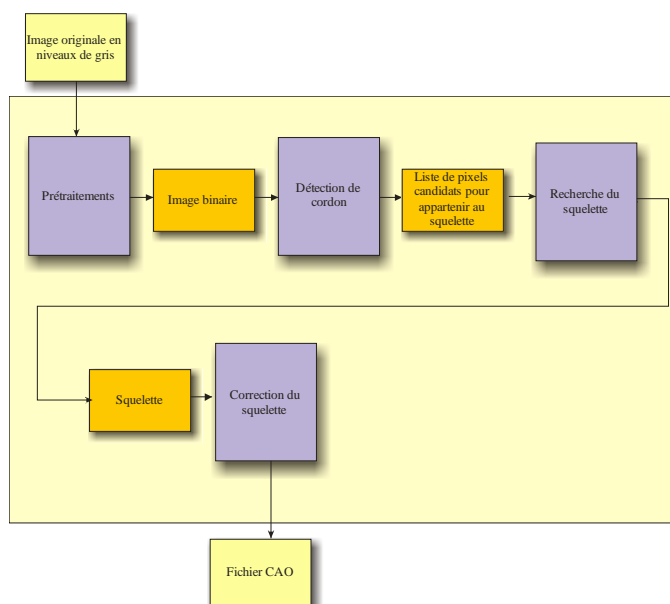 Image originale en
niveaux de gris
Prétraitements
Image binaire
Détection de
cordon
Liste de pixels
candidats pour
appartenir au
squelette
Recherche du
squelette
Squelette
Correction du
squelette
Fichier CAO